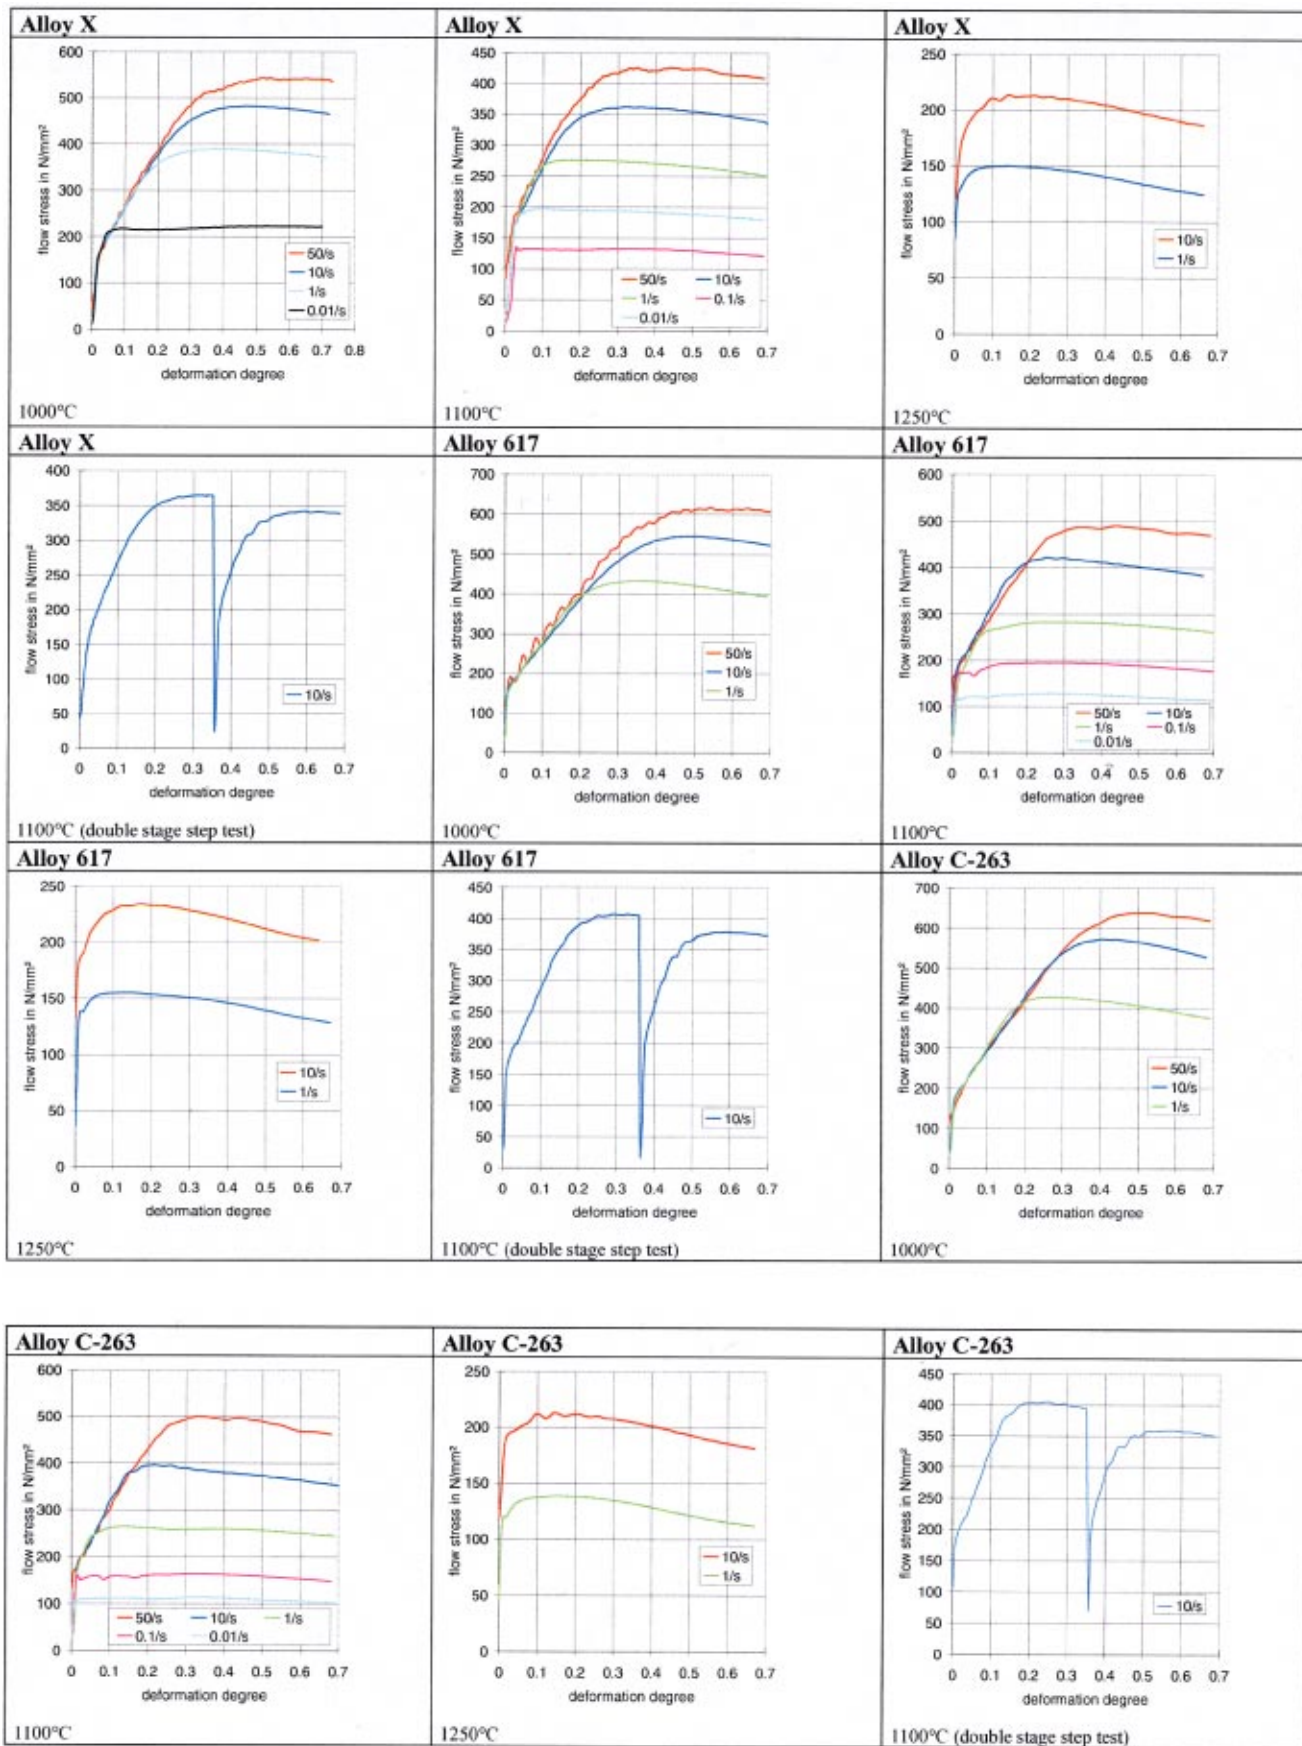 Alloy X
600
500
400
300
200
100
0
flow stress in N/mm²
50/s
10/s
1/s
0.01/s
0 0.1 0.2 0.3 0.4 0.5 0.6 0.7 0.8
deformation degree
1000°C
Alloy X
450
400
350
300
250
200
150
100
50
0
flow stress in N/mm²
50/s 10/s
1/s 0.1/s
0.01/s
0 0.1 0.2 0.3 0.4 0.5 0.6 0.7
deformation degree
1100°C
Alloy X
250
200
150
100
50
0
flow stress in N/mm²
10/s
1/s
0 0.1 0.2 0.3 0.4 0.5 0.6 0.7
deformation degree
1250°C
Alloy X
400
350
300
250
200
150
100
50
0
flow stress in N/mm²
10/s
0 0.1 0.2 0.3 0.4 0.5 0.6 0.7
deformation degree
1100°C (double stage step test)
Alloy 617
700
600
500
400
300
200
100
0
flow stress in N/mm²
50/s
10/s
1/s
0 0.1 0.2 0.3 0.4 0.5 0.6 0.7
deformation degree
1000°C
Alloy 617
600
500
400
300
200
100
0
flow stress in N/mm²
50/s 10/s
1/s 0.1/s
0.01/s
0 0.1 0.2 0.3 0.4 0.5 0.6 0.7
deformation degree
1100°C
Alloy 617
250
200
150
100
50
0
flow stress in N/mm²
10/s
1/s
0 0.1 0.2 0.3 0.4 0.5 0.6 0.7
deformation degree
1250°C
Alloy 617
450
400
350
300
250
200
150
100
50
0
flow stress in N/mm²
10/s
0 0.1 0.2 0.3 0.4 0.5 0.6 0.7
deformation degree
1100°C (double stage step test)
Alloy C-263
700
600
500
400
300
200
100
0
flow stress in N/mm²
50/s
10/s
1/s
0 0.1 0.2 0.3 0.4 0.5 0.6 0.7
deformation degree
1000°C
Alloy C-263
600
500
400
300
200
100
0
flow stress in N/mm²
50/s 10/s 1/s
0.1/s 0.01/s
0 0.1 0.2 0.3 0.4 0.5 0.6 0.7
deformation degree
1100°C
Alloy C-263
250
200
150
100
50
0
flow stress in N/mm²
10/s
1/s
0 0.1 0.2 0.3 0.4 0.5 0.6 0.7
deformation degree
1250°C
Alloy C-263
450
400
350
300
250
200
150
100
50
0
flow stress in N/mm²
10/s
0 0.1 0.2 0.3 0.4 0.5 0.6 0.7
deformation degree
1100°C (double stage step test)